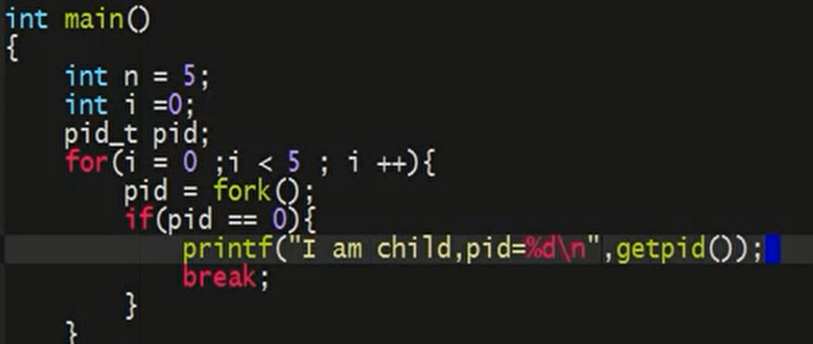 int main()
{
    int n = 5;
    int i =0;
    pid_t pid;
    for(i = 0 ;i < 5 ; i ++){
        pid = fork();
        if(pid == 0){
            printf("I am child,pid=%d\n",getpid());
            break;
        }
    }